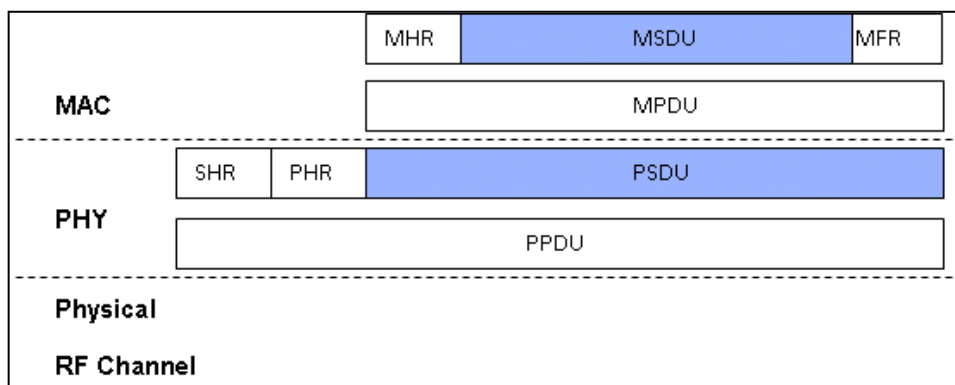 MHR MSDU MFR
MAC MPDU
SHR PHR PSDU
PHY
PPDU
Physical
RF Channel